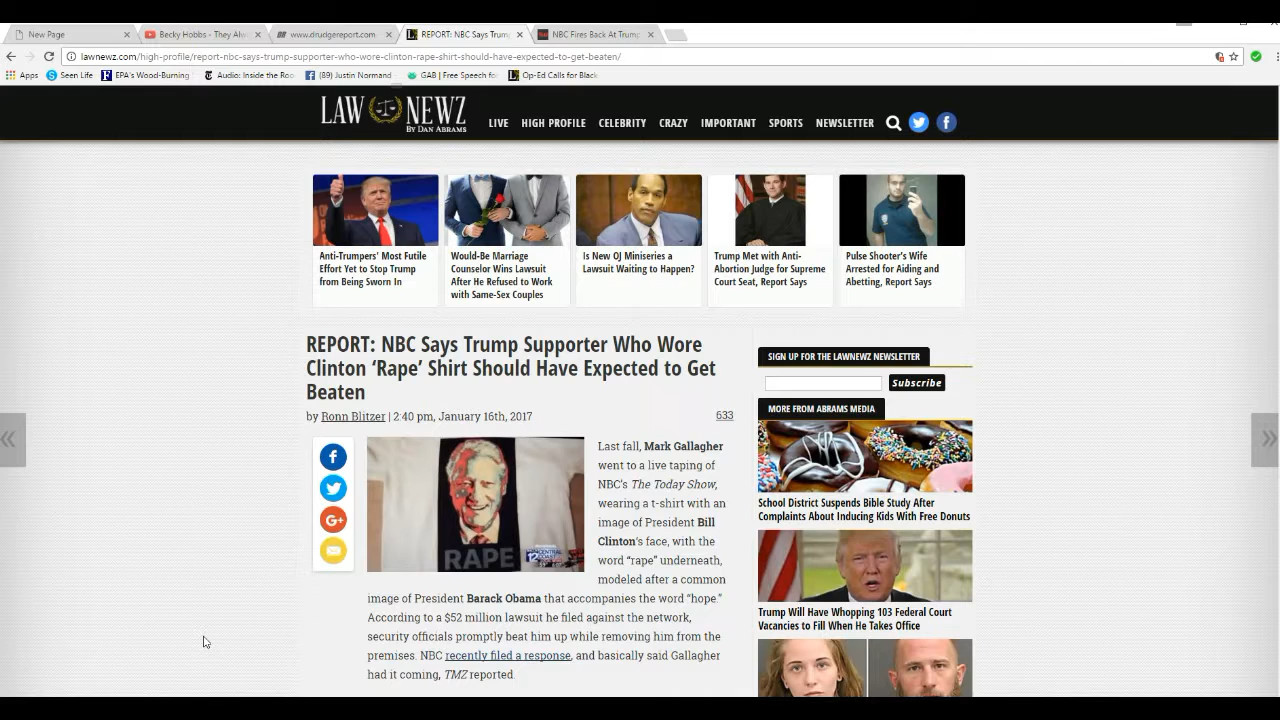 New Page
Becky Hobbs - They Alw
www.drudgereport.com
REPORT: NBC Says Trum
NBC Fires Back At Trump
lawnewz.com/high-profile/report-nbc-says-trump-supporter-who-wore-clinton-rape-shirt-should-have-expected-to-get-beaten/
Apps
Seen Life
EPA's Wood-Burning
Audio: Inside the Roo
(89) Justin Normand
GAB | Free Speech fo
Op-Ed Calls for Black
LAW NEWZ
BY DAN ABRAMS
LIVE HIGH PROFILE CELEBRITY CRAZY IMPORTANT SPORTS NEWSLETTER
Anti-Trumpers' Most Futile
Effort Yet to Stop Trump
from Being Sworn In
Would-Be Marriage
Counselor Wins Lawsuit
After He Refused to Work
with Same-Sex Couples
Is New OJ Miniseries a
Lawsuit Waiting to Happen?
Trump Met with Anti-
Abortion Judge for Supreme
Court Seat, Report Says
Pulse Shooter's Wife
Arrested for Aiding and
Abetting, Report Says
REPORT: NBC Says Trump Supporter Who Wore
Clinton ‘Rape’ Shirt Should Have Expected to Get
Beaten
by Ronn Blitzer | 2:40 pm, January 16th, 2017
633
RAPE
12 CENTRAL
COAST
Last fall, Mark Gallagher
went to a live taping of
NBC's The Today Show,
wearing a t-shirt with an
image of President Bill
Clinton's face, with the
word “rape” underneath,
modeled after a common
image of President Barack Obama that accompanies the word “hope.”
According to a $52 million lawsuit he filed against the network,
security officials promptly beat him up while removing him from the
premises. NBC recently filed a response, and basically said Gallagher
had it coming, TMZ reported.
SIGN UP FOR THE LAWNEWZ NEWSLETTER
Subscribe
MORE FROM ABRAMS MEDIA
School District Suspends Bible Study After
Complaints About Inducing Kids With Free Donuts
Trump Will Have Whopping 103 Federal Court
Vacancies to Fill When He Takes Office